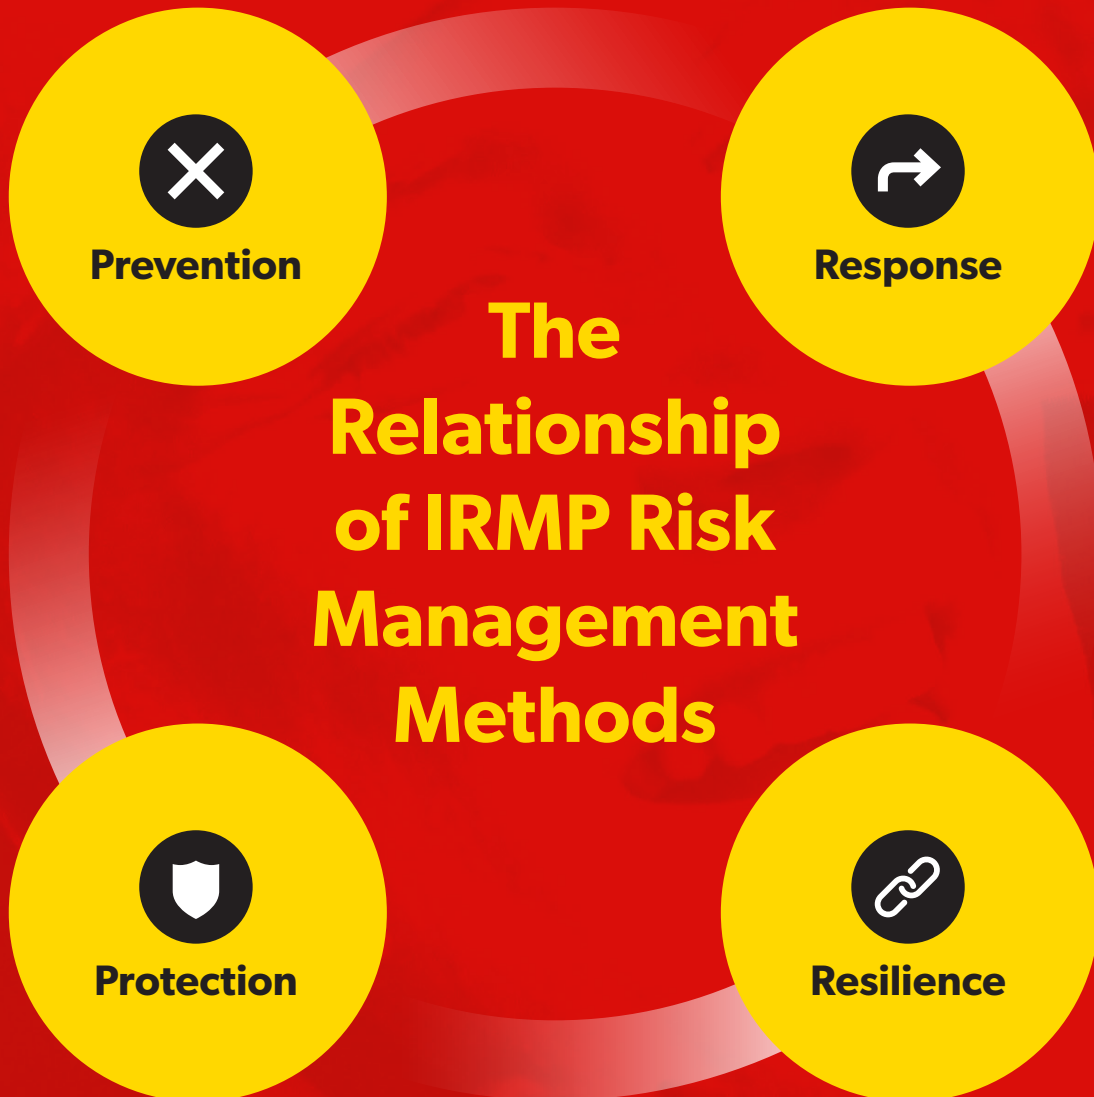 Prevention
Response
The
Relationship
of IRMP Risk
Management
Methods
Protection
Resilience